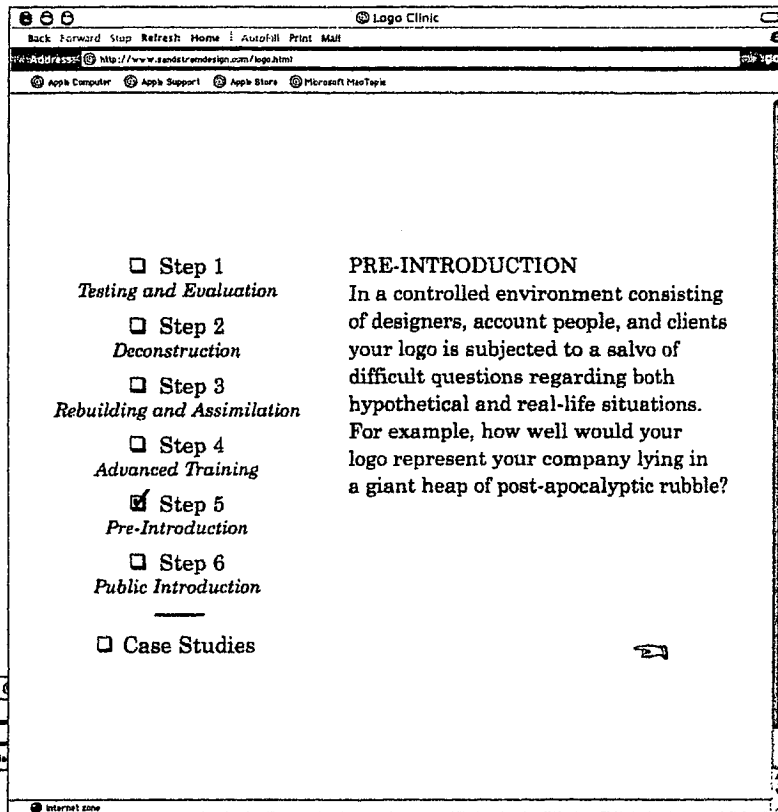 Logo Clinic
Back Forward Stop Refresh Home AutoFill Print Mail
Address: http://www.sandstromdesign.com/logo.html
Apple Computer Apple Support Apple Store Microsoft MacTopia
Step 1
Testing and Evaluation
Step 2
Deconstruction
Step 3
Rebuilding and Assimilation
Step 4
Advanced Training
Step 5
Pre-Introduction
Step 6
Public Introduction
Case Studies
PRE-INTRODUCTION
In a controlled environment consisting
of designers, account people, and clients
your logo is subjected to a salvo of
difficult questions regarding both
hypothetical and real-life situations.
For example, how well would your
logo represent your company lying in
a giant heap of post-apocalyptic rubble?
Internet zone